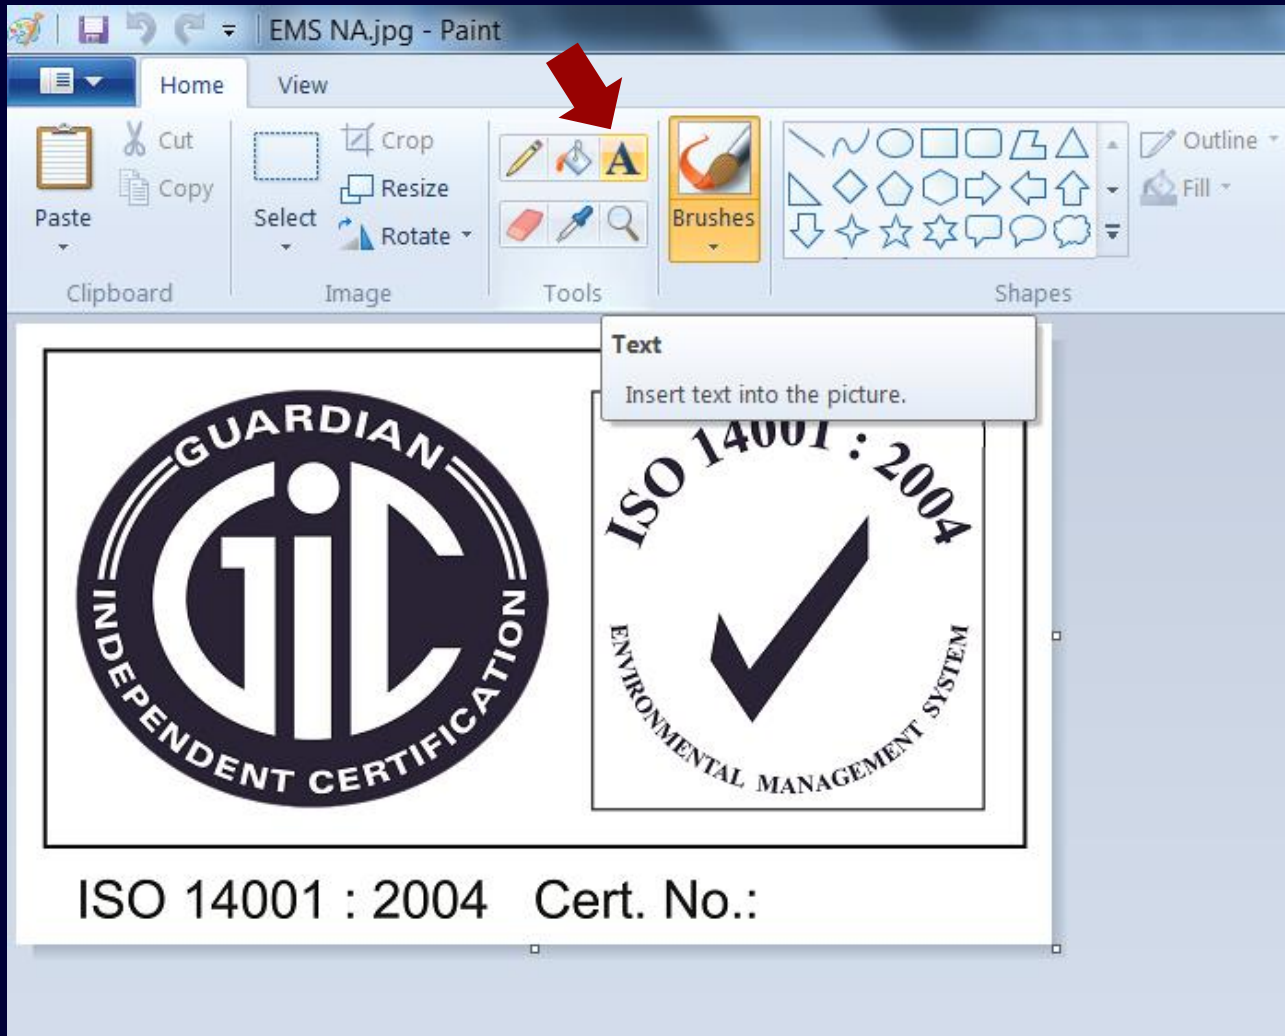 EMS NA.jpg - Paint
Home View
Cut
Copy
Paste
Clipboard
Crop
Resize
Rotate
Select
Image
A
Tools
Brushes
Outline
Fill
Shapes
Text
Insert text into the picture.
GUARDIAN
GiC
INDEPENDENT CERTIFICATION
ISO 14001 : 2004
ENVIRONMENTAL MANAGEMENT SYSTEM
ISO 14001 : 2004 Cert. No.: